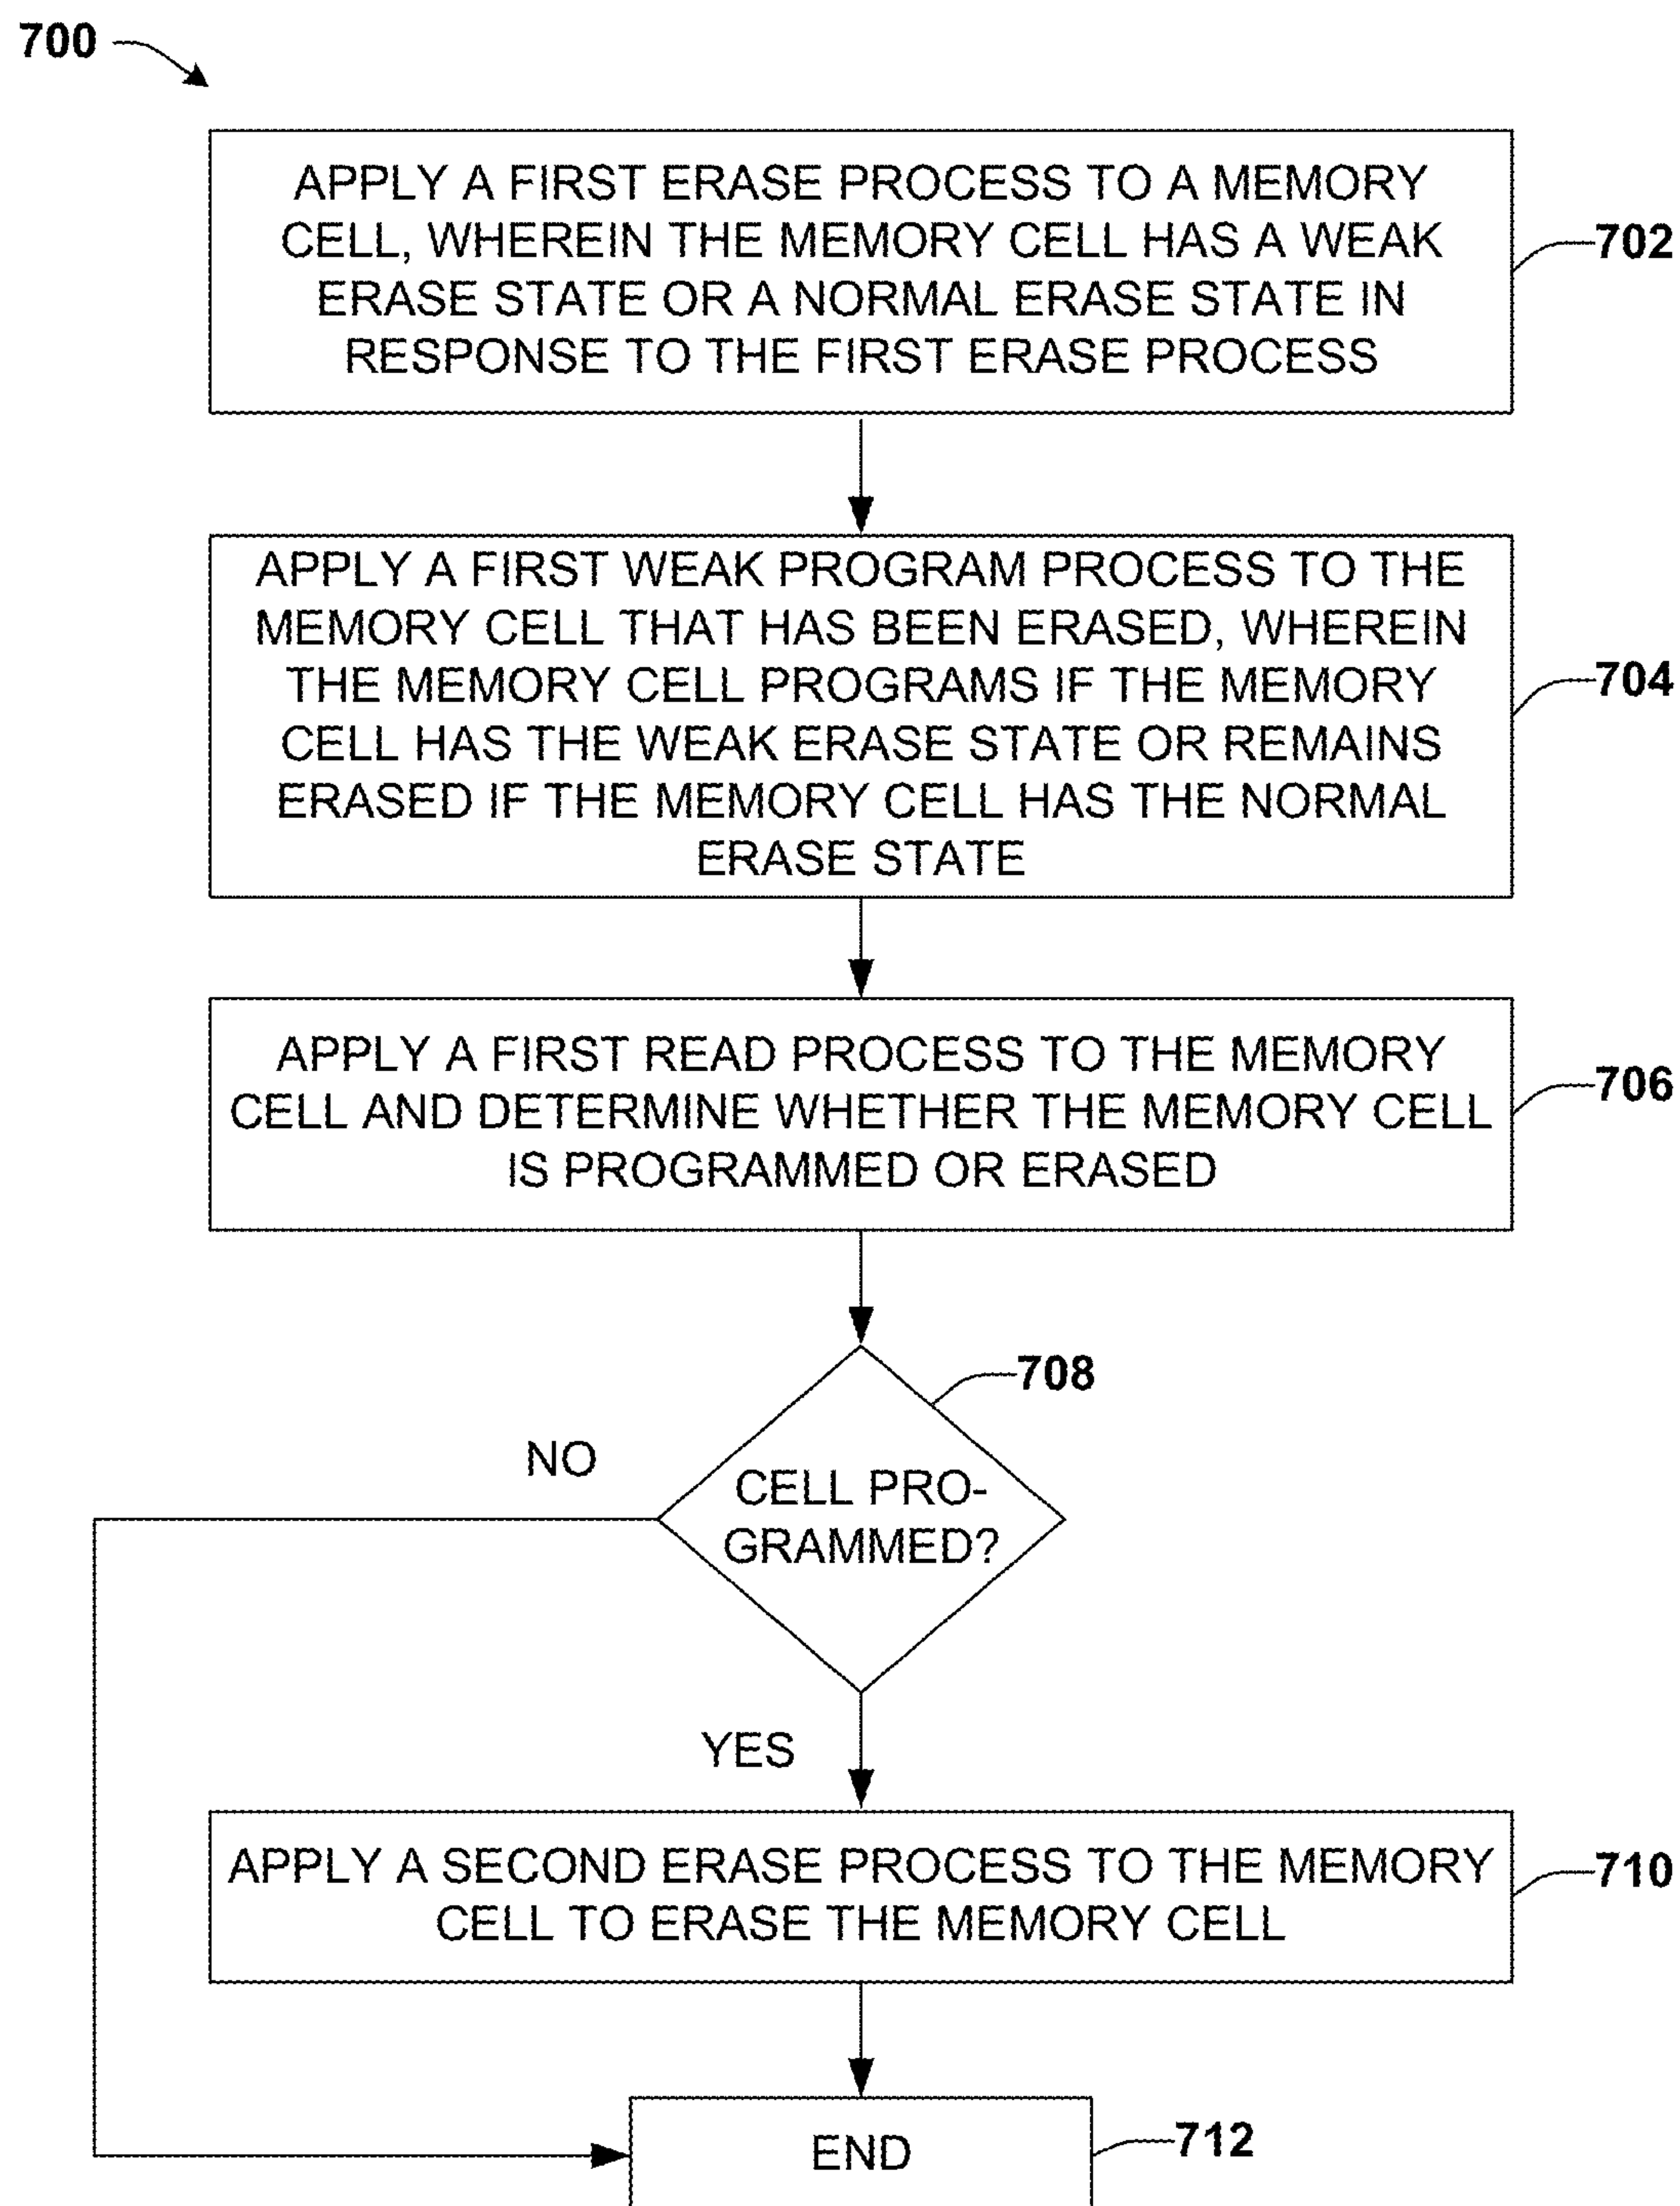 700
APPLY A FIRST ERASE PROCESS TO A MEMORY
CELL, WHEREIN THE MEMORY CELL HAS A WEAK
ERASE STATE OR A NORMAL ERASE STATE IN
RESPONSE TO THE FIRST ERASE PROCESS
702
APPLY A FIRST WEAK PROGRAM PROCESS TO THE
MEMORY CELL THAT HAS BEEN ERASED, WHEREIN
THE MEMORY CELL PROGRAMS IF THE MEMORY
CELL HAS THE WEAK ERASE STATE OR REMAINS
ERASED IF THE MEMORY CELL HAS THE NORMAL
ERASE STATE
704
APPLY A FIRST READ PROCESS TO THE MEMORY
CELL AND DETERMINE WHETHER THE MEMORY CELL
IS PROGRAMMED OR ERASED
706
708
NO
CELL PRO-
GRAMMED?
YES
APPLY A SECOND ERASE PROCESS TO THE MEMORY
CELL TO ERASE THE MEMORY CELL
710
END
712